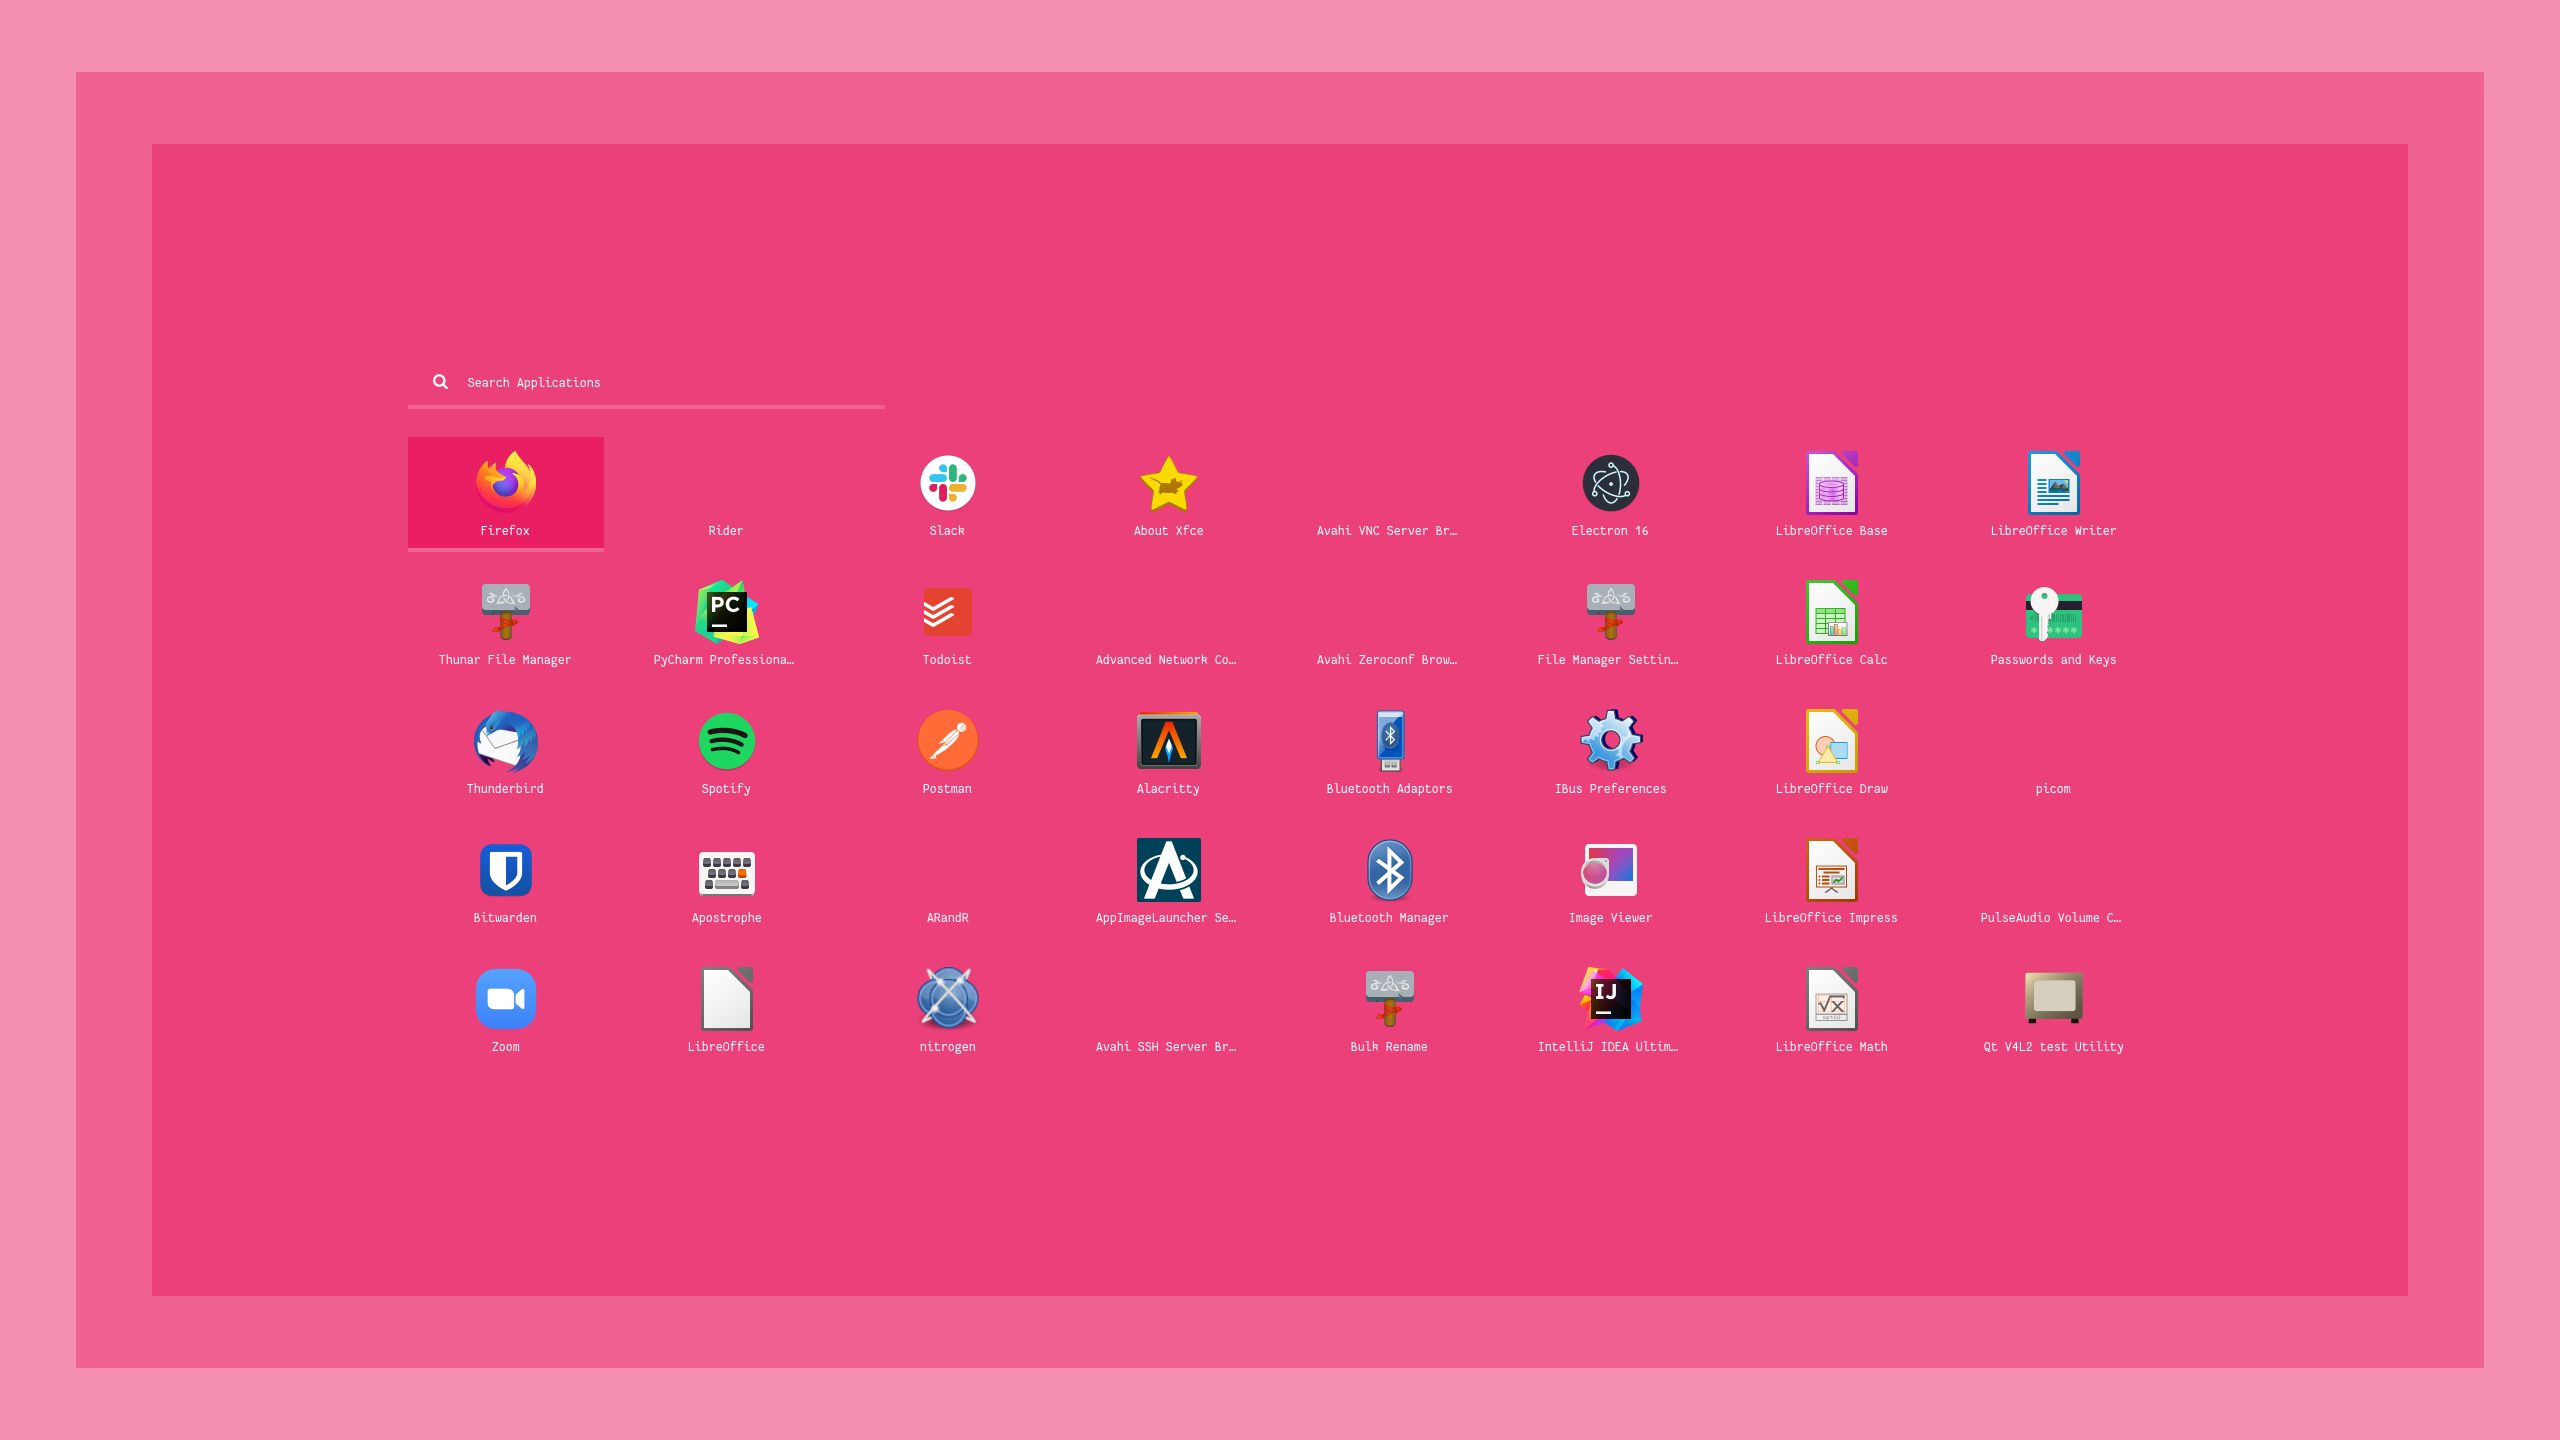 Search Applications
Firefox
Rider
Slack
About Xfce
Avahi VNC Server Br…
Electron 16
LibreOffice Base
LibreOffice Writer
PC
Thunar File Manager
PyCharm Professiona…
Todoist
Advanced Network Co…
Avahi Zeroconf Brow…
File Manager Settin…
LibreOffice Calc
Passwords and Keys
Thunderbird
Spotify
Postman
Alacritty
Bluetooth Adaptors
IBus Preferences
LibreOffice Draw
picom
Bitwarden
Apostrophe
ARandR
AppImageLauncher Se…
Bluetooth Manager
Image Viewer
LibreOffice Impress
PulseAudio Volume C…
IJ
Zoom
LibreOffice
nitrogen
Avahi SSH Server Br…
Bulk Rename
IntelliJ IDEA Ultim…
LibreOffice Math
Qt V4L2 test Utility